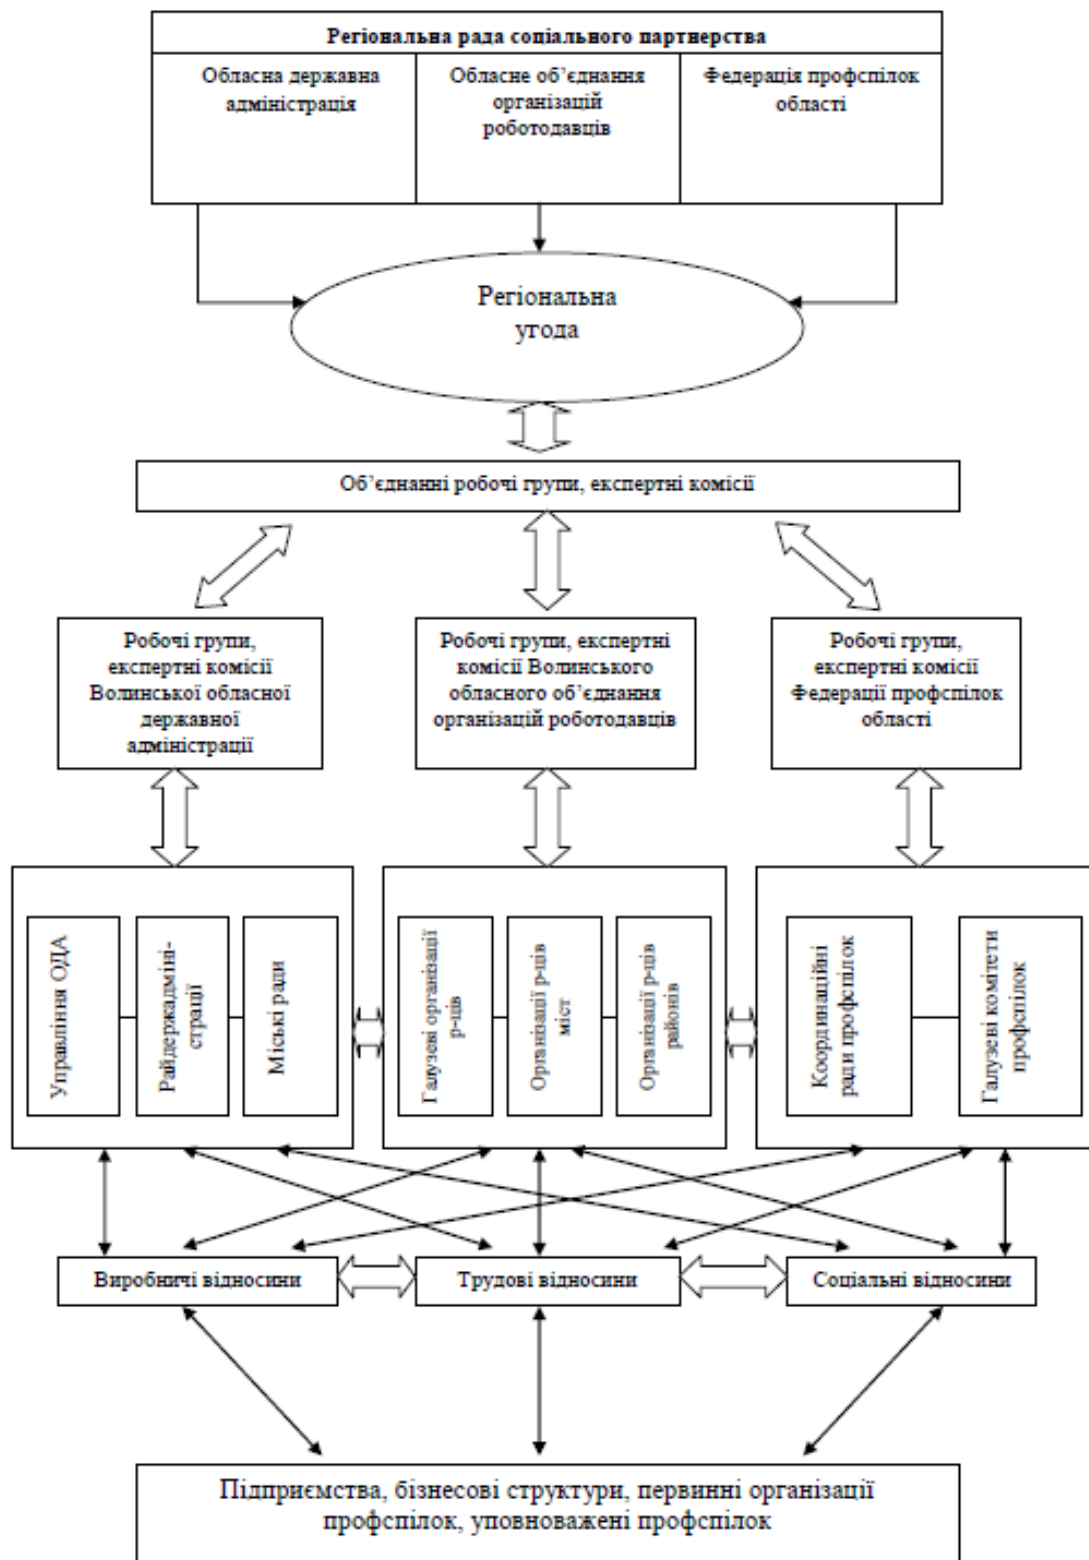 Регіональна рада соціального партнерства
Обласна державна
адміністрація
Обласне об’єднання
організацій
роботодавців
Федерація профспілок
області
Регіональна
угода
Об’єднанні робочі групи, експертні комісії
Робочі групи,
експертні комісії
Волинської обласної
державної
адміністрації
Робочі групи, експертні
комісії Волинського
обласного об’єднання
організацій роботодавців
Робочі групи,
експертні комісії
Федерації профспілок
області
Управління ОДА
Райдержадміні-
страції
Міські ради
Галузеві організації
р-ців
Організації р-ців
міст
Організації р-ців
районів
Координаційні
ради профспілок
Галузеві комітети
профспілок
Виробничі відносини
Трудові відносини
Соціальні відносини
Підприємства, бізнесові структури, первинні організації
профспілок, уповноважені профспілок